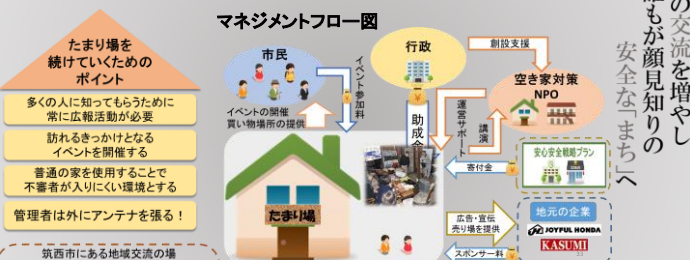 マネジメントフロー図
の交流を増やし
誰もが顔見知りの
安全な「まち」へ
たまり場を
続けていくための
ポイント
多くの人に知ってもらうために
常に広報活動が必要
訪れるきっかけとなる
イベントを開催する
普通の家を使用することで
不審者が入りにくい環境とする
管理者は外にアンテナを張る！
筑西市にある地域交流の場
市民
イベント参加料
イベントの開催
買い物場所の提供
行政
創設支援
空き家対策
NPO
助成金
運営サポート
講演
寄付金
安心安全戦略プラン
たまり場
広告・宣伝
売り場を提供
スポンサー料
地元の企業
JOYFUL HONDA
KASUMI
33